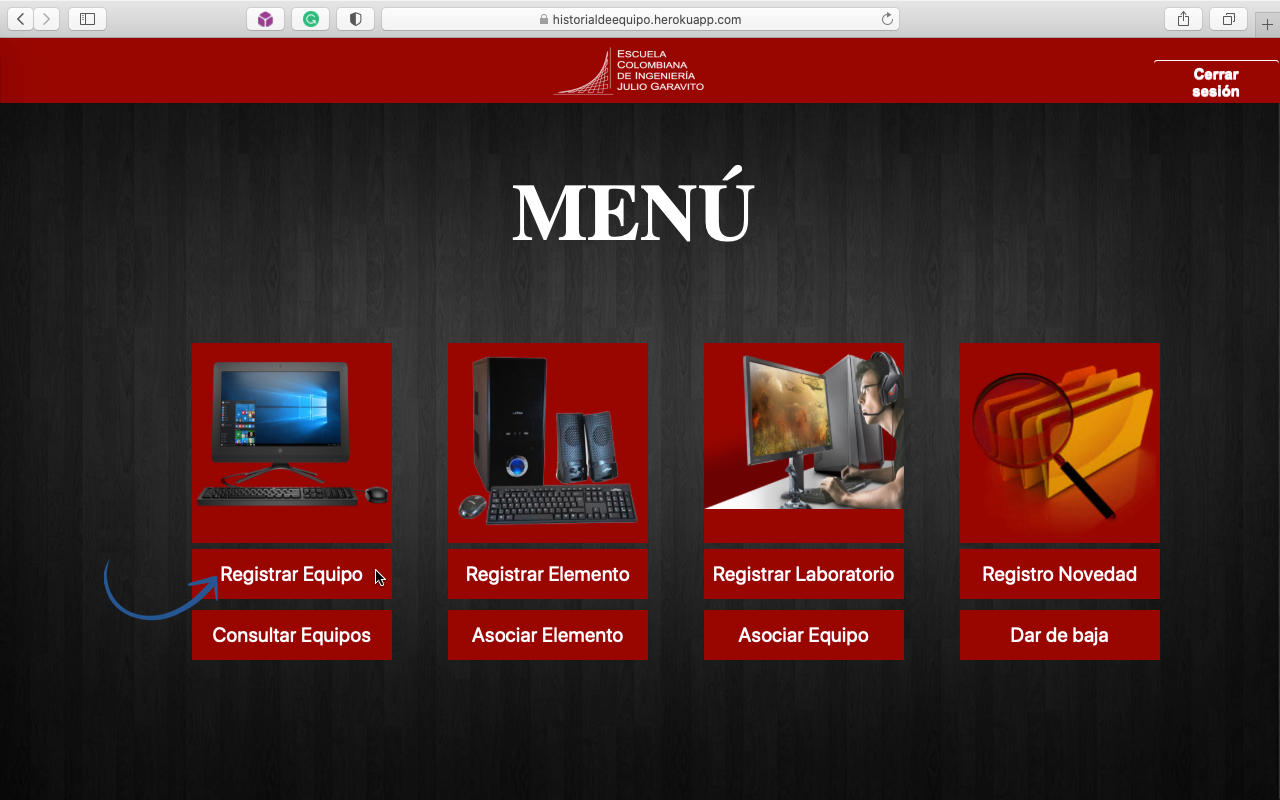 historialdeequipo.herokuapp.com
ESCUELA
COLOMBIANA
DE INGENIERÍA
JULIO GARAVITO
Cerrar
sesión
MENÚ
Registrar Equipo
Registrar Elemento
Registrar Laboratorio
Registro Novedad
Consultar Equipos
Asociar Elemento
Asociar Equipo
Dar de baja